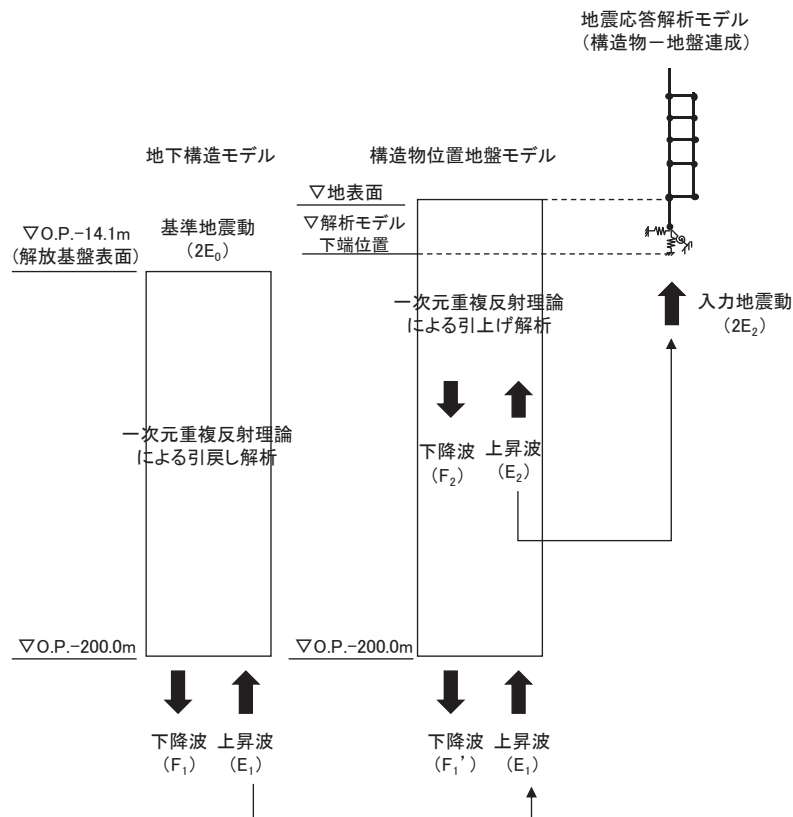 地震応答解析モデル
（構造物－地盤連成）
地下構造モデル
構造物位置地盤モデル
▽地表面
▽解析モデル
下端位置
▽O.P.-14.1m
(解放基盤表面)
基準地震動
(2E₀)
一次元重複反射理論
による引上げ解析
入力地震動
(2E₂)
一次元重複反射理論
による引戻し解析
下降波
(F₂)
上昇波
(E₂)
▽O.P.-200.0m
▽O.P.-200.0m
下降波
(F₁)
上昇波
(E₁)
下降波
(F₁')
上昇波
(E₁)